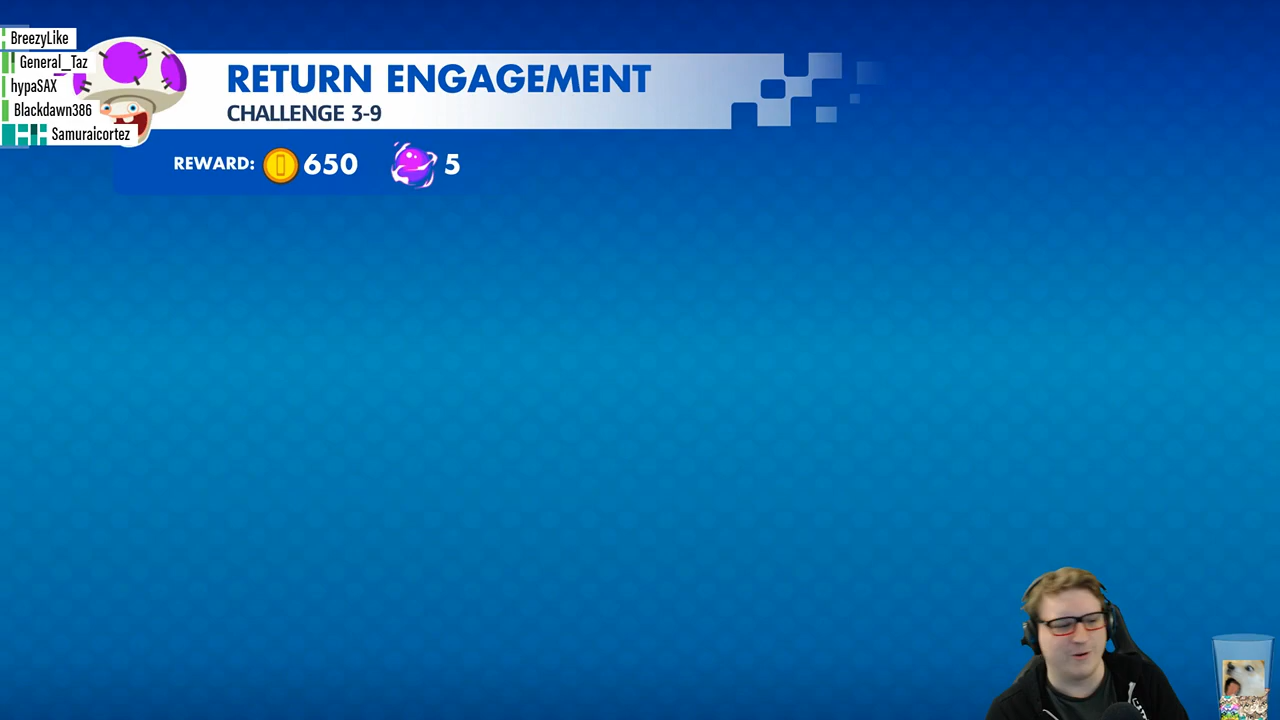 BreezyLike
General_Taz
hypaSAX
Blackdawn386
Samuraicortez
RETURN ENGAGEMENT
CHALLENGE 3-9
REWARD: 650 5